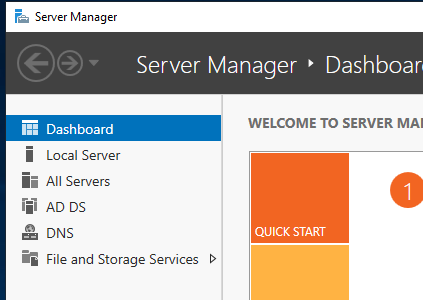 Server Manager
Server Manager ‣ Dashboar
Dashboard
Local Server
All Servers
AD DS
DNS
File and Storage Services
WELCOME TO SERVER MA
1
QUICK START